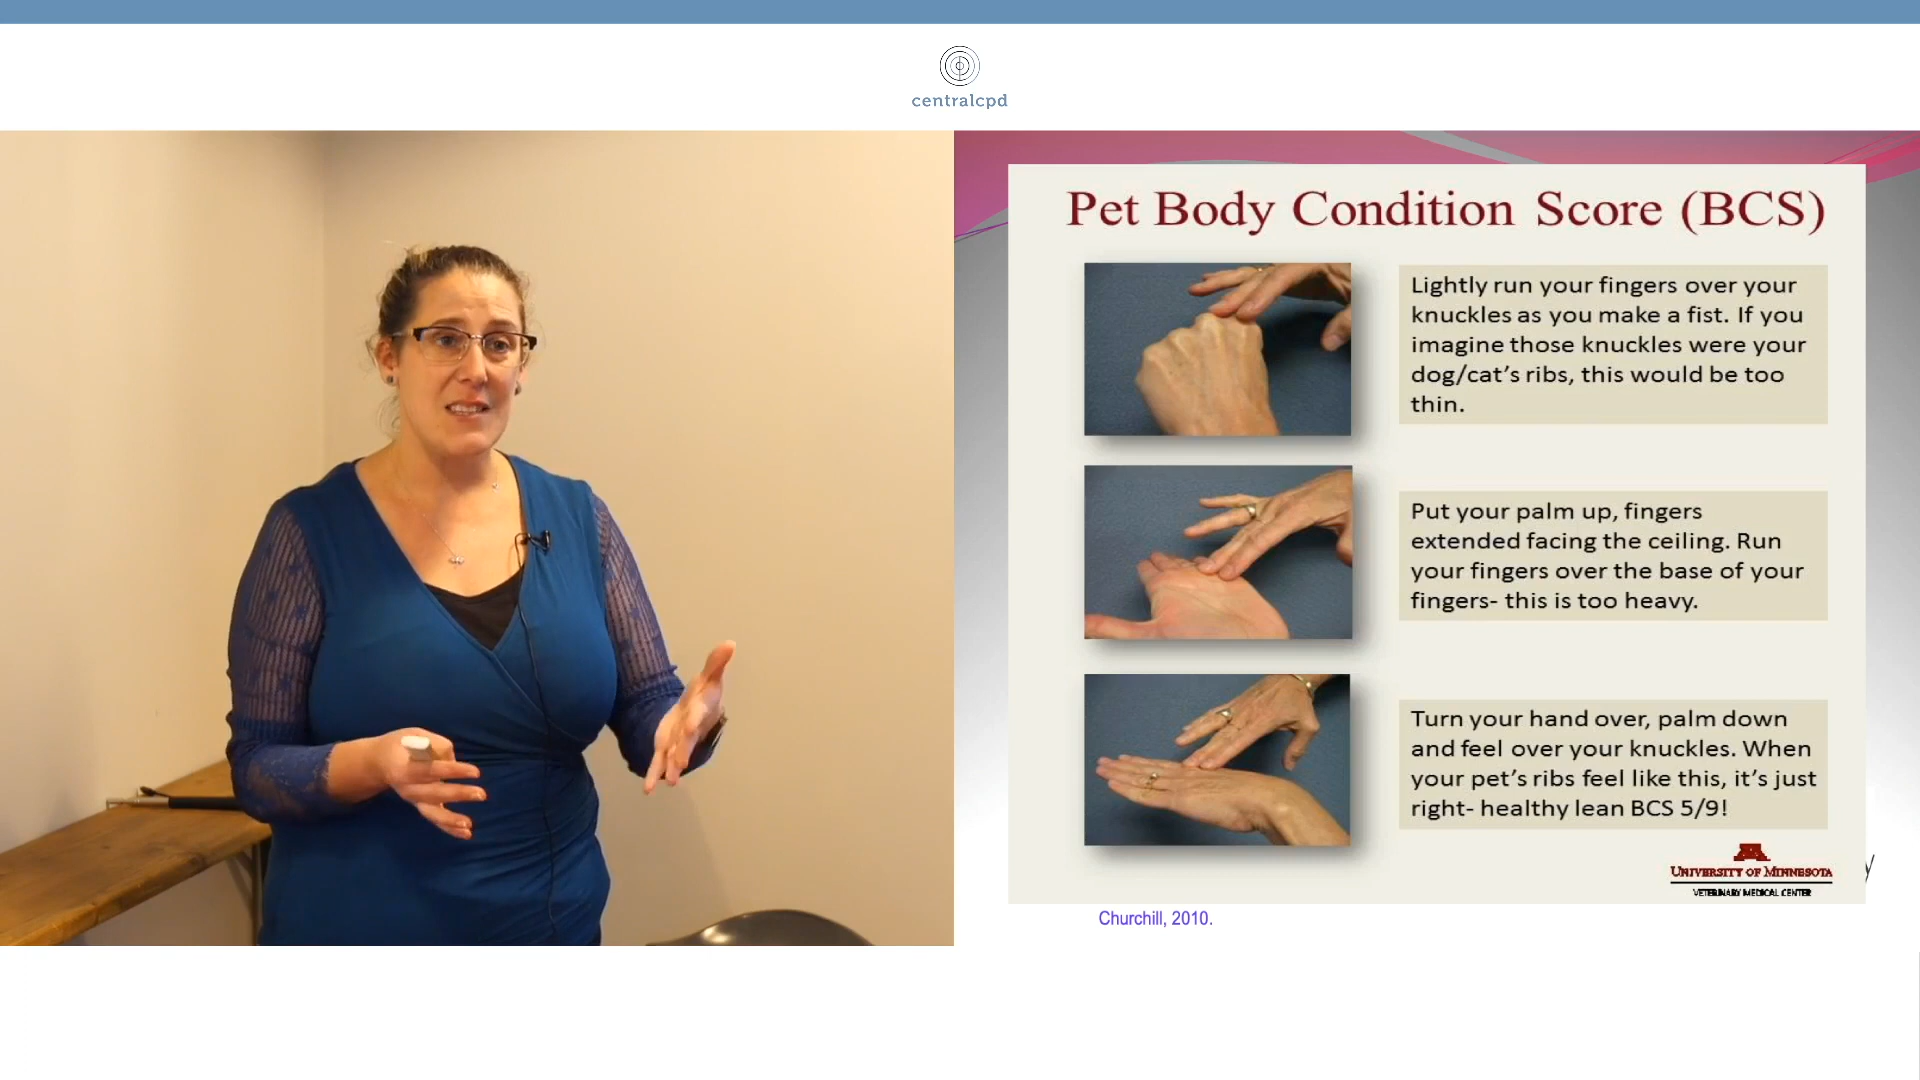 centralcpd
Pet Body Condition Score (BCS)
Lightly run your fingers over your
knuckles as you make a fist. If you
imagine those knuckles were your
dog/cat's ribs, this would be too
thin.
Put your palm up, fingers
extended facing the ceiling. Run
your fingers over the base of your
fingers- this is too heavy.
Turn your hand over, palm down
and feel over your knuckles. When
your pet's ribs feel like this, it's just
right- healthy lean BCS 5/9!
UNIVERSITY OF MINNESOTA
VETERINARY MEDICAL CENTER
Churchill, 2010.